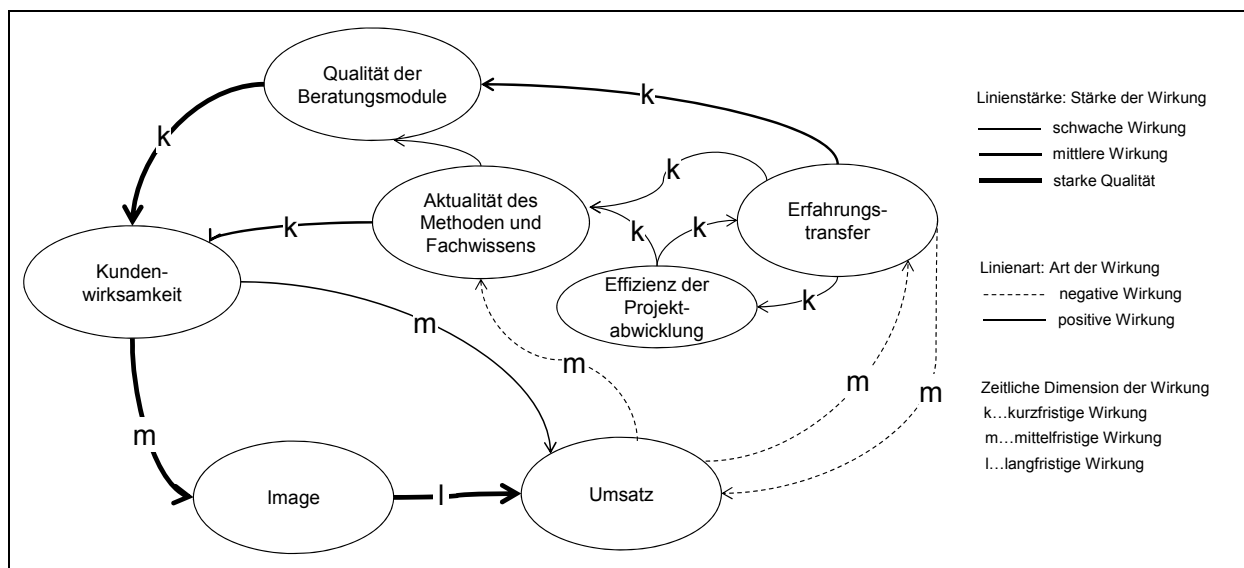 Qualität der
Beratungsmodule
k
k
Aktualität des
Methoden und
Fachwissens
k
k
k
k
Erfahrungs-
transfer
Effizienz der
Projekt-
abwicklung
k
Kunden-
wirksamkeit
m
m
m
m
m
Image
l
Umsatz
Linienstärke: Stärke der Wirkung
schwache Wirkung
mittlere Wirkung
starke Qualität
Linienart: Art der Wirkung
negative Wirkung
positive Wirkung
Zeitliche Dimension der Wirkung
k…kurzfristige Wirkung
m…mittelfristige Wirkung
l…langfristige Wirkung